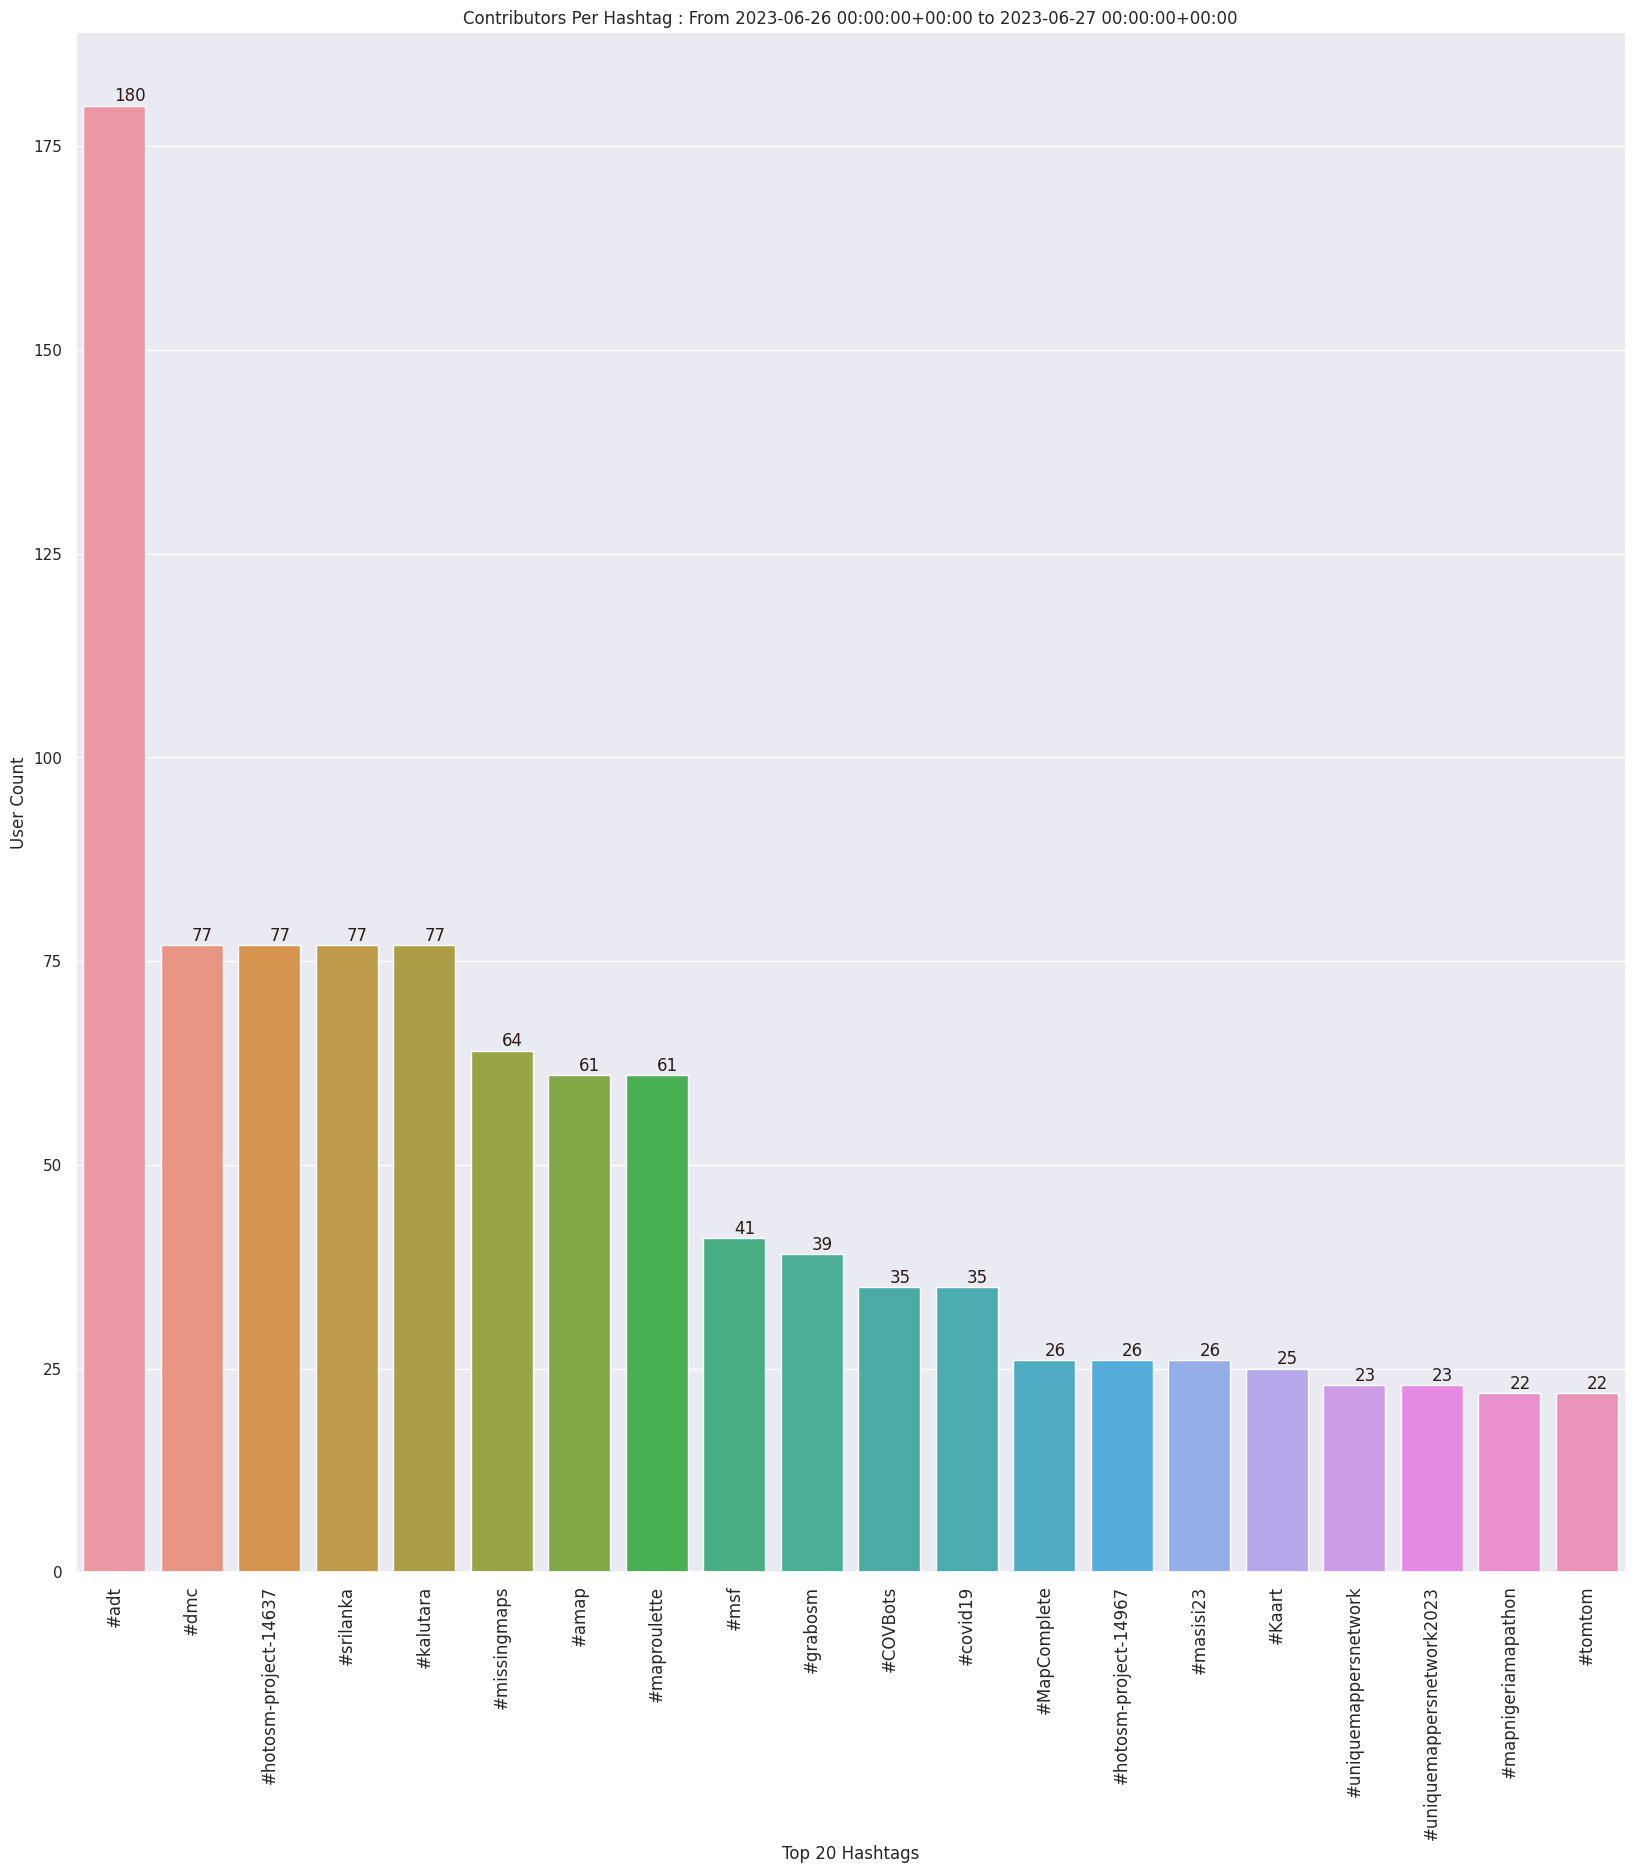 Contributors Per Hashtag : From 2023-06-26 00:00:00+00:00 to 2023-06-27 00:00:00+00:00
180
175
150
125
100
User Count
77
77
77
77
75
64
61
61
50
41
39
35
35
26
26
26
25
25
23
23
22
22
0
#adt
#dmc
#hotosm-project-14637
#srilanka
#kalutara
#missingmaps
#amap
#maproulette
#msf
#grabosm
#COVBots
#covid19
#MapComplete
#hotosm-project-14967
#masisi23
#Kaart
#uniquemappersnetwork
#uniquemappersnetwork2023
#mapnigeriamapathon
#tomtom
Top 20 Hashtags